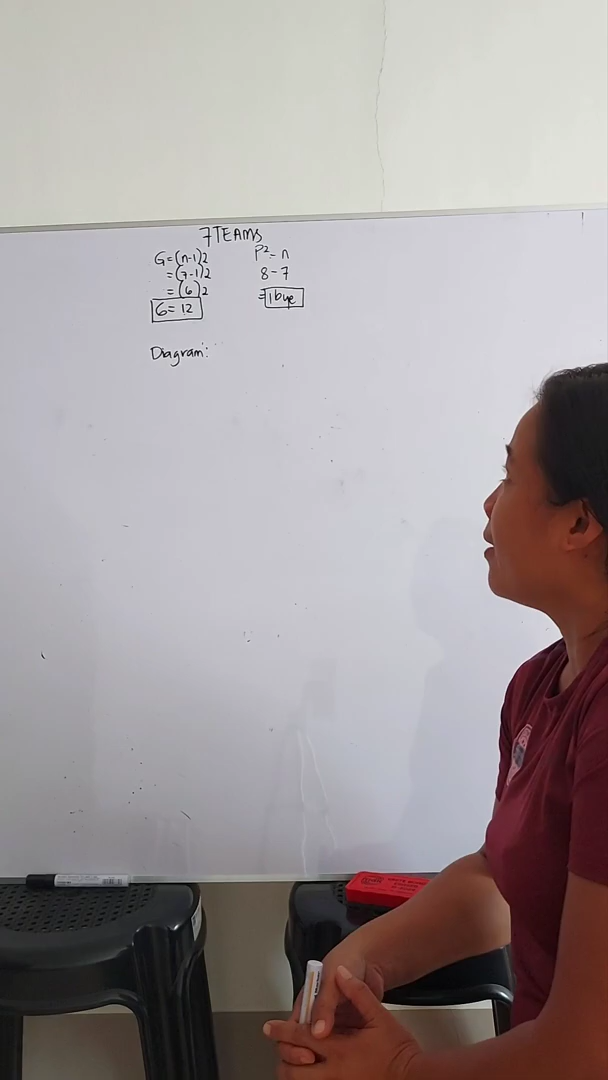 7 TEAMS
G=(n-1)2
=(7-1)2
=(6)2
G= 12
P²- n
8-7
=1 bye
Diagram: